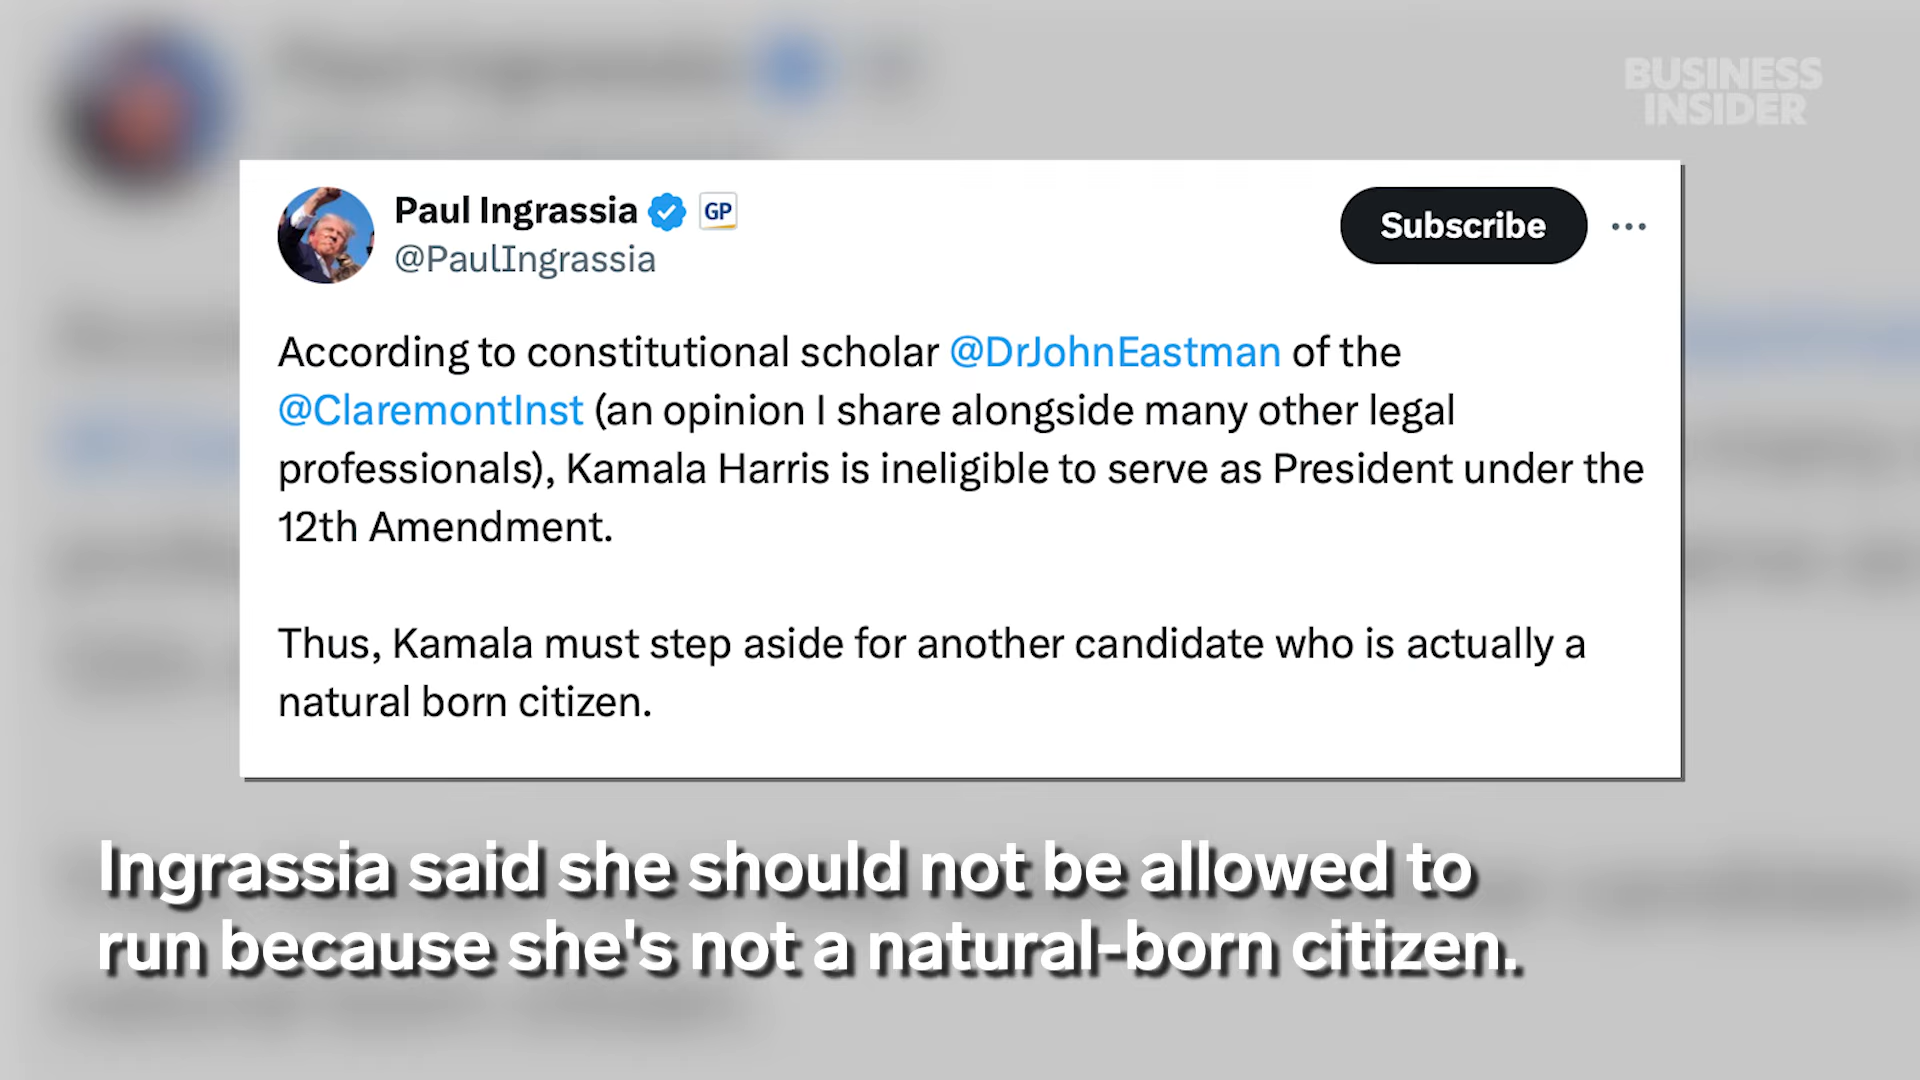 BUSINESS
INSIDER
Paul Ingrassia GP
@PaulIngrassia
Subscribe
According to constitutional scholar @DrJohnEastman of the
@ClaremontInst (an opinion I share alongside many other legal
professionals), Kamala Harris is ineligible to serve as President under the
12th Amendment.
Thus, Kamala must step aside for another candidate who is actually a
natural born citizen.
Ingrassia said she should not be allowed to
run because she's not a natural-born citizen.